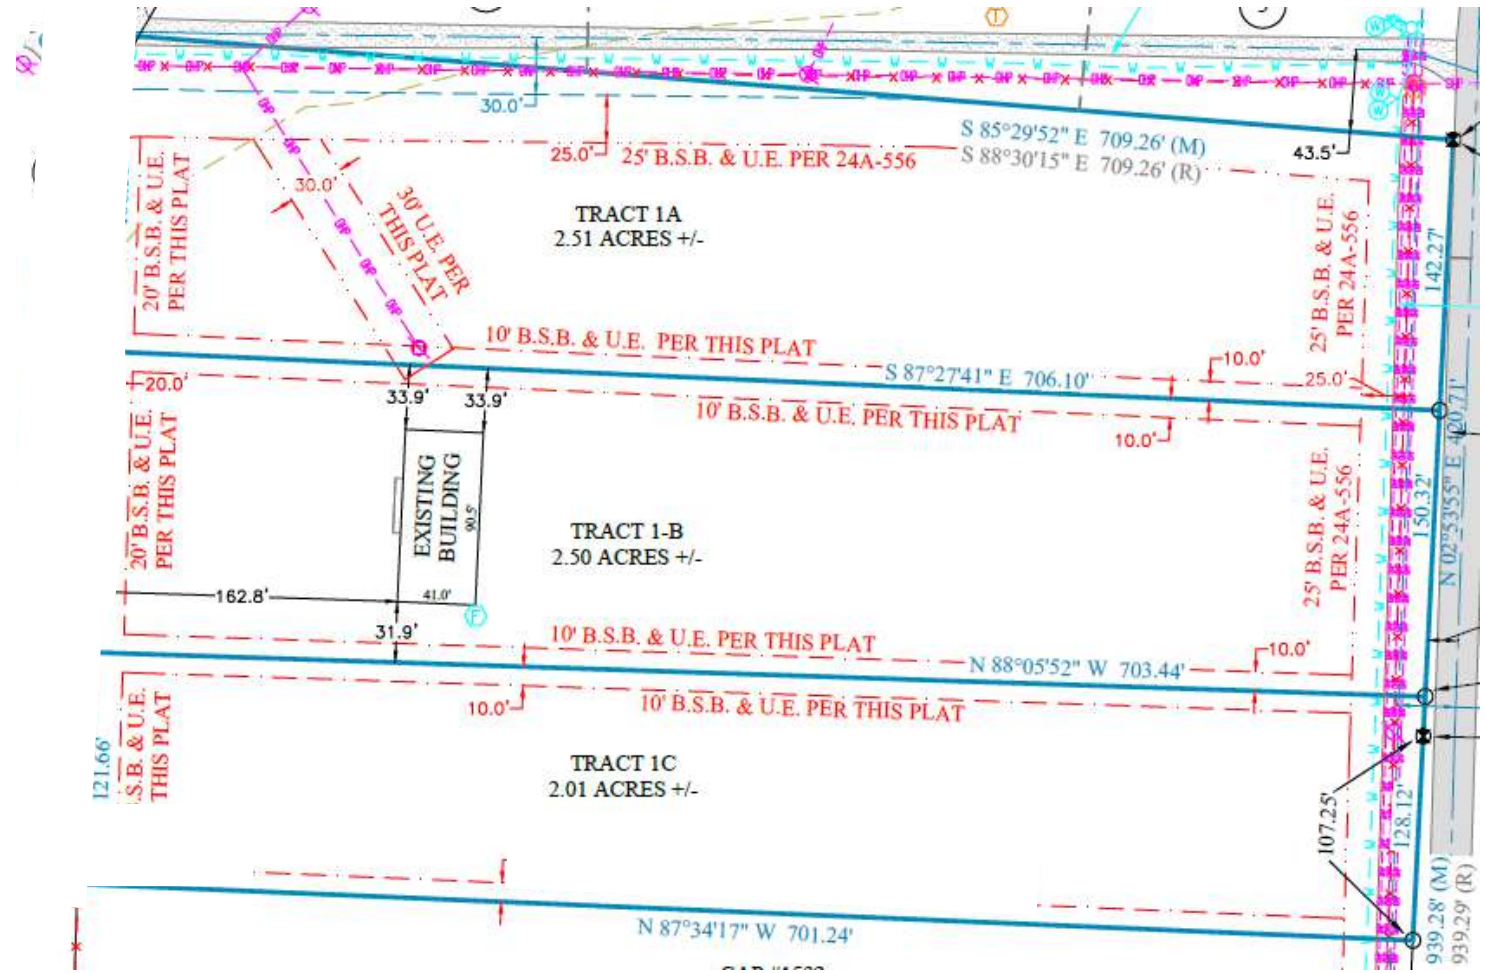 T
30.0'
S 85°29'52" E 709.26' (M)
S 88°30'15" E 709.26' (R)
25.0'
25' B.S.B. & U.E. PER 24A-556
43.5'
20' B.S.B. & U.E.
PER THIS PLAT
30.0'
30' U.E. PER
THIS PLAT
TRACT 1A
2.51 ACRES +/-
25' B.S.B. & U.E.
PER 24A-556
142.27'
10' B.S.B. & U.E. PER THIS PLAT
S 87°27'41" E 706.10'
10.0'
25.0'
20.0'
33.9'
33.9'
10' B.S.B. & U.E. PER THIS PLAT
10.0'
20' B.S.B. & U.E.
PER THIS PLAT
EXISTING
BUILDING
90.5'
41.0'
F
TRACT 1-B
2.50 ACRES +/-
25' B.S.B. & U.E.
PER 24A-556
150.32'
N 02°53'55" E 420.71'
162.8'
31.9'
10' B.S.B. & U.E. PER THIS PLAT
N 88°05'52" W 703.44'
10.0'
10.0'
10' B.S.B. & U.E. PER THIS PLAT
121.66'
.S.B. & U.E.
THIS PLAT
TRACT 1C
2.01 ACRES +/-
107.25'
128.12'
N 87°34'17" W 701.24'
939.28' (M)
939.29' (R)